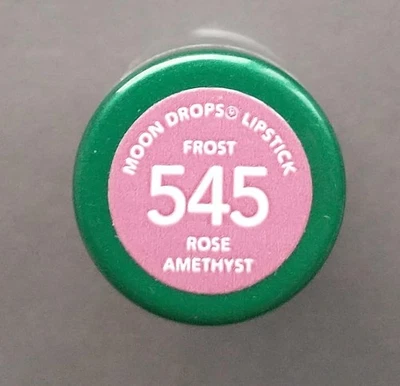 MOON DROPS® LIPSTICK
FROST
545
ROSE
AMETHYST